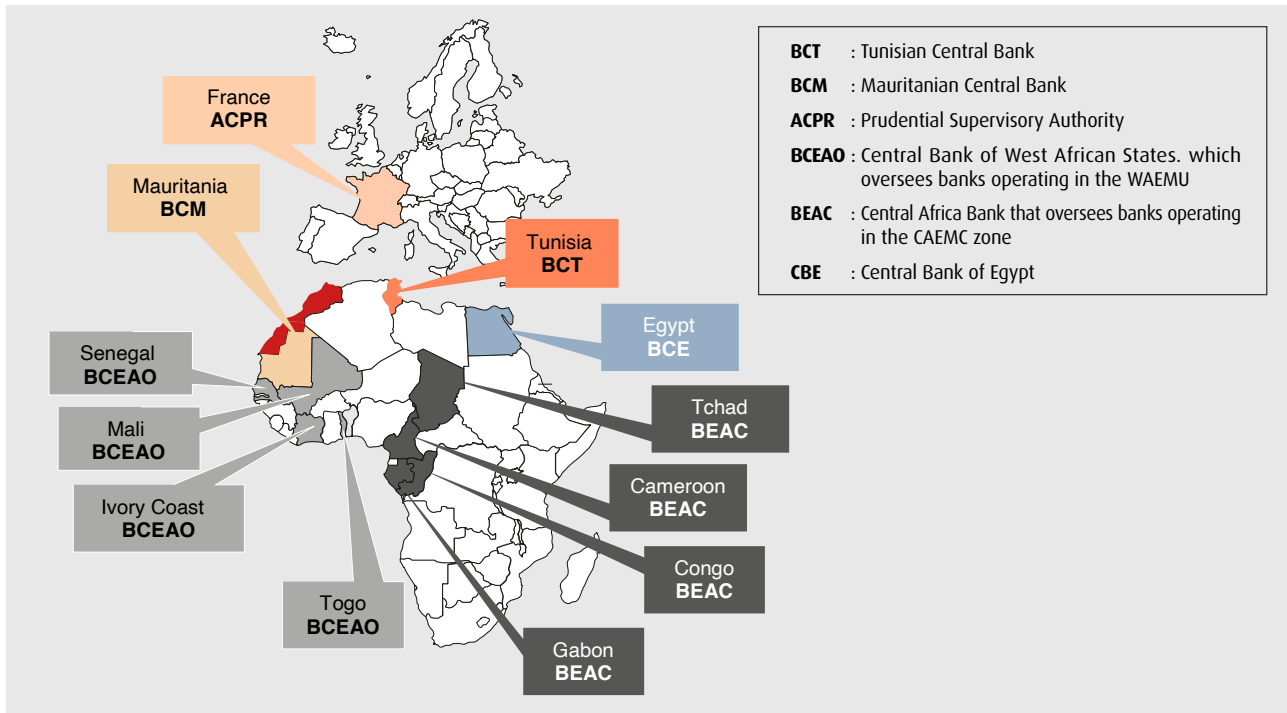 France
ACPR
Mauritania
BCM
Tunisia
BCT
Egypt
BCE
Senegal
BCEAO
Mali
BCEAO
Ivory Coast
BCEAO
Togo
BCEAO
Tchad
BEAC
Cameroon
BEAC
Congo
BEAC
Gabon
BEAC
BCT : Tunisian Central Bank
BCM : Mauritanian Central Bank
ACPR : Prudential Supervisory Authority
BCEAO : Central Bank of West African States. which
oversees banks operating in the WAEMU
BEAC : Central Africa Bank that oversees banks operating
in the CAEMC zone
CBE : Central Bank of Egypt